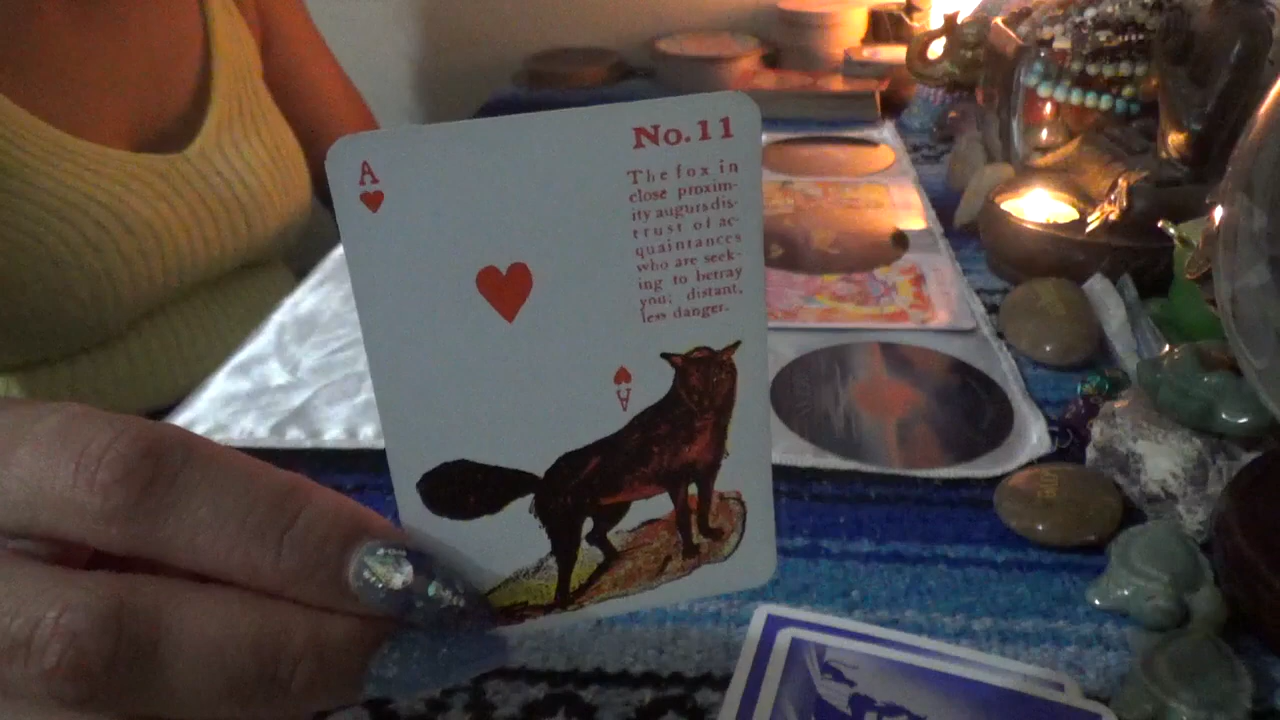 A
No.11
The fox in
close proxim-
ity augurs dis-
trust of ac-
quaintances
who are seek-
ing to betray
you; distant,
less danger.
A